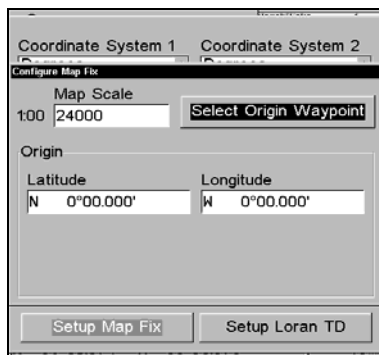 Coordinate System 1 Coordinate System 2
Degrees
Configure Map Fix
Map Scale
1:00 24000 Select Origin Waypoint
Origin
Latitude Longitude
N 0°00.000' W 0°00.000'
Setup Map Fix Setup Loran TD